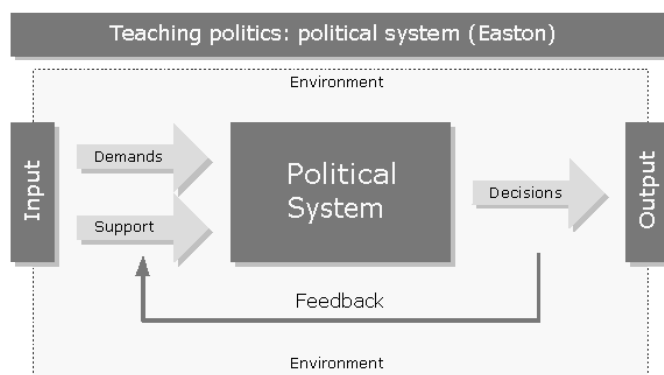 Teaching politics: political system (Easton)
Environment
Input
Demands
Support
Political
System
Decisions
Output
Feedback
Environment